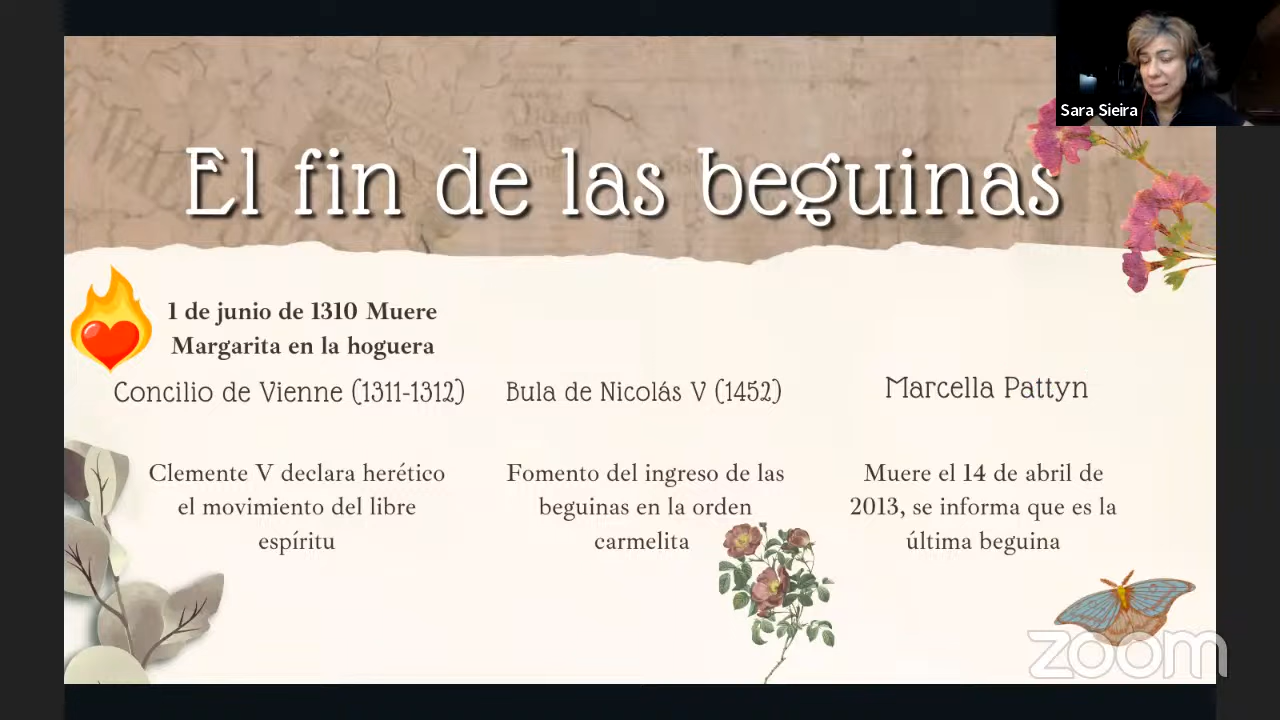 Sara Sieira
El fin de las beguinas
1 de junio de 1310 Muere
Margarita en la hoguera
Concilio de Vienne (1311-1312)
Clemente V declara herético
el movimiento del libre
espíritu
Bula de Nicolás V (1452)
Fomento del ingreso de las
beguinas en la orden
carmelita
Marcella Pattyn
Muere el 14 de abril de
2013, se informa que es la
última beguina
zoom